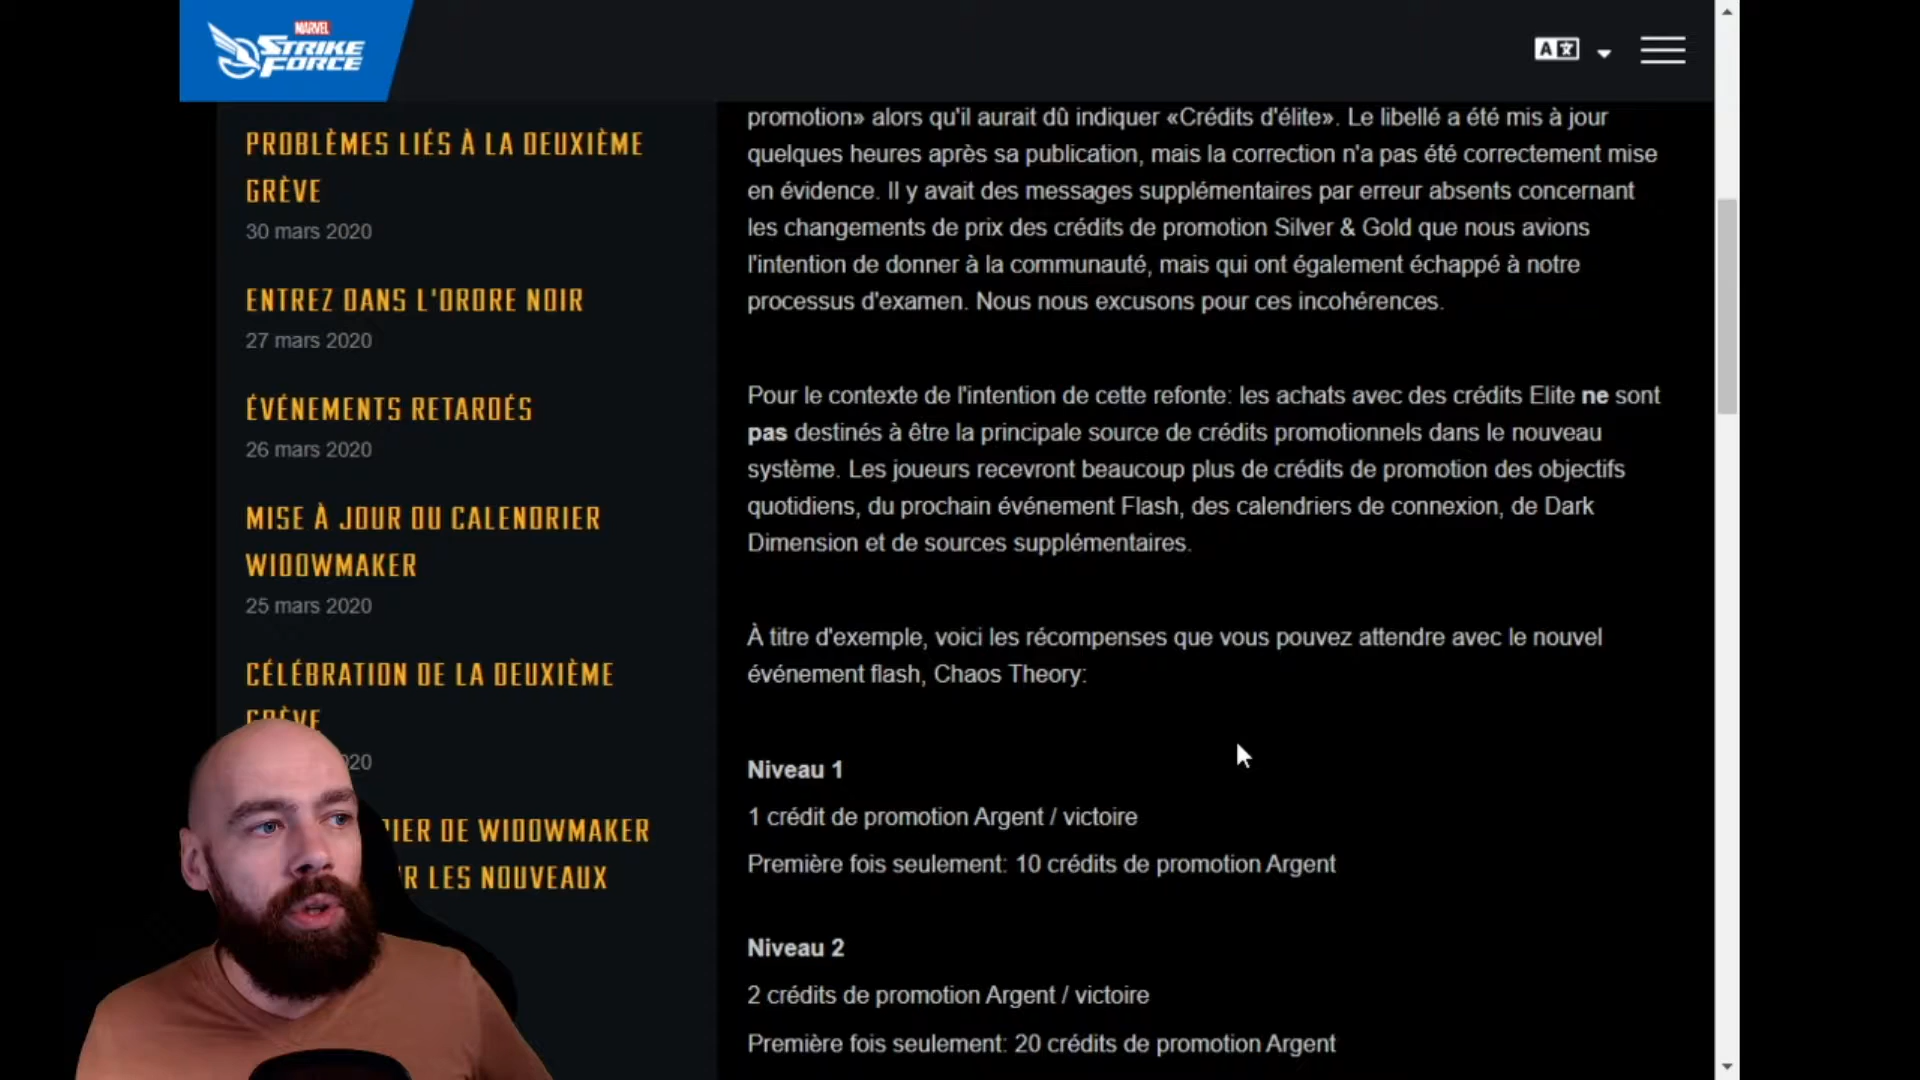 MARVEL
STRIKE
FORCE
PROBLÈMES LIÉS À LA DEUXIÈME
GRÈVE
30 mars 2020
ENTREZ DANS L'ORDRE NOIR
27 mars 2020
ÉVÉNEMENTS RETARDÉS
26 mars 2020
MISE À JOUR DU CALENDRIER
WIDOWMAKER
25 mars 2020
CÉLÉBRATION DE LA DEUXIÈME
GRÈVE
DE WIDOWMAKER
LES NOUVEAUX
promotion» alors qu'il aurait dû indiquer «Crédits d'élite». Le libellé a été mis à jour
quelques heures après sa publication, mais la correction n'a pas été correctement mise
en évidence. Il y avait des messages supplémentaires par erreur absents concernant
les changements de prix des crédits de promotion Silver & Gold que nous avions
l'intention de donner à la communauté, mais qui ont également échappé à notre
processus d'examen. Nous nous excusons pour ces incohérences.
Pour le contexte de l'intention de cette refonte: les achats avec des crédits Elite ne sont
pas destinés à être la principale source de crédits promotionnels dans le nouveau
système. Les joueurs recevront beaucoup plus de crédits de promotion des objectifs
quotidiens, du prochain événement Flash, des calendriers de connexion, de Dark
Dimension et de sources supplémentaires.
À titre d'exemple, voici les récompenses que vous pouvez attendre avec le nouvel
événement flash, Chaos Theory:
Niveau 1
1 crédit de promotion Argent / victoire
Première fois seulement: 10 crédits de promotion Argent
Niveau 2
2 crédits de promotion Argent / victoire
Première fois seulement: 20 crédits de promotion Argent